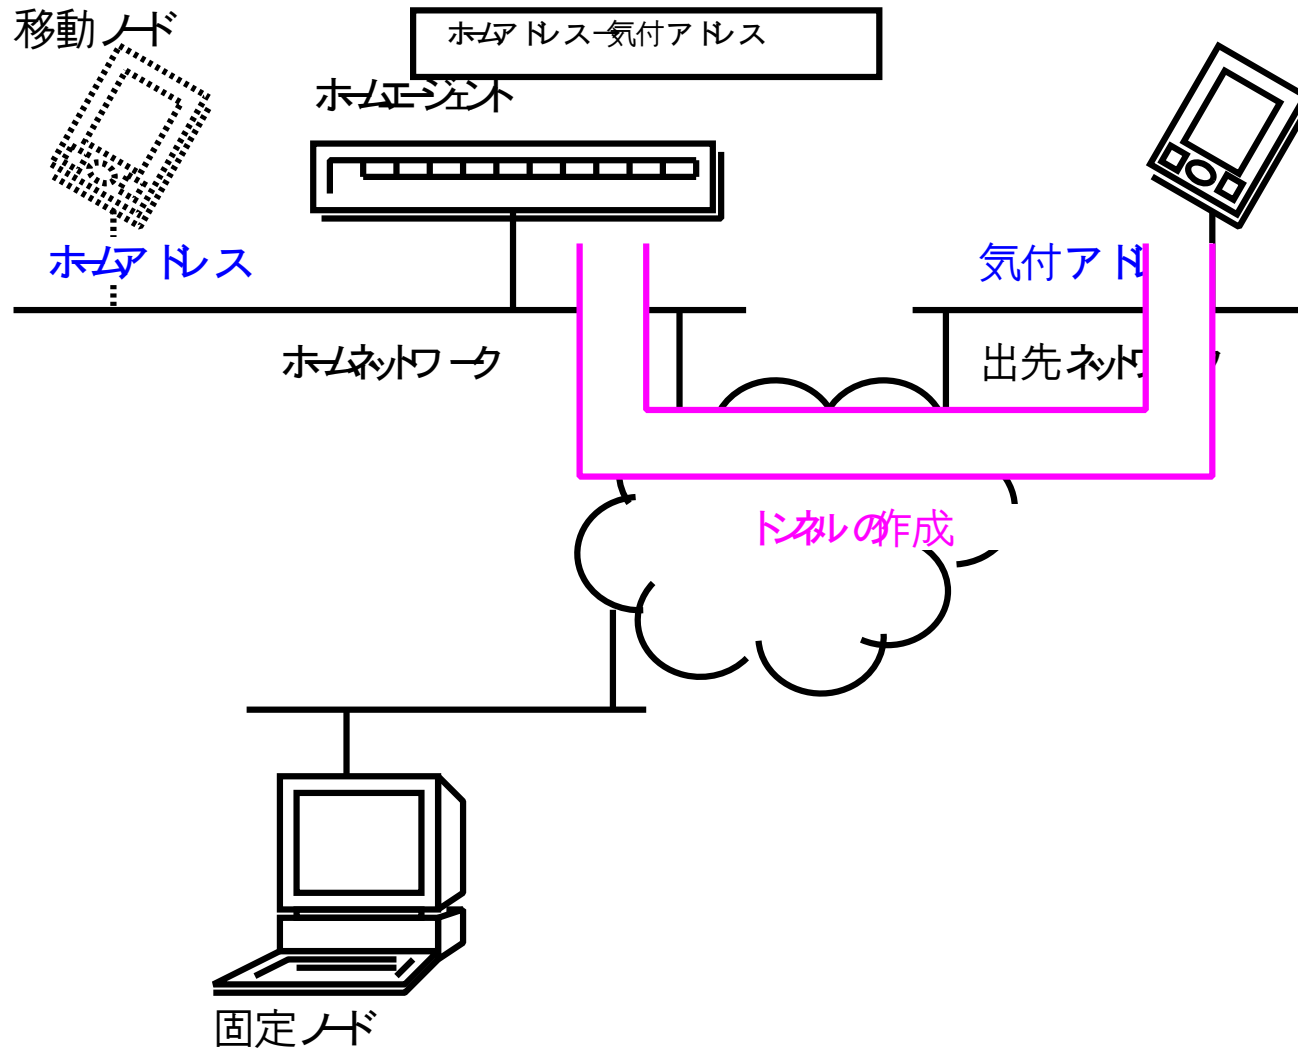 移動ノード
ホームアドレスー気付アドレス
ホームエージェント
ホームアドレス
気付アド
ホームネットワーク
出先ネット
トンネルの作成
固定ノード